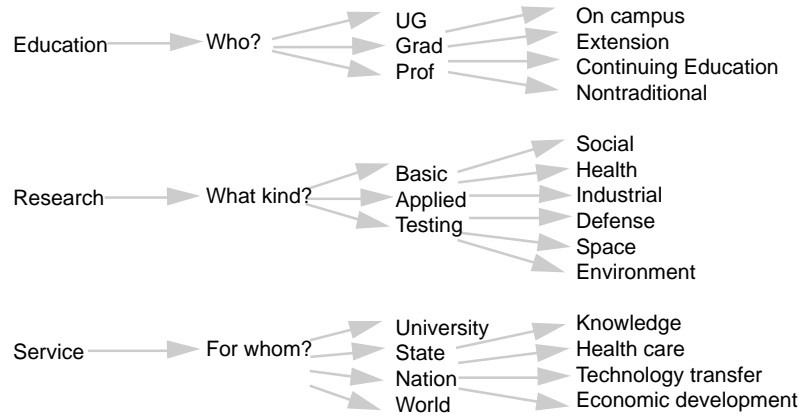 Education
Who?
UG
Grad
Prof
On campus
Extension
Continuing Education
Nontraditional
Research
What kind?
Basic
Applied
Testing
Social
Health
Industrial
Defense
Space
Environment
Service
For whom?
University
State
Nation
World
Knowledge
Health care
Technology transfer
Economic development